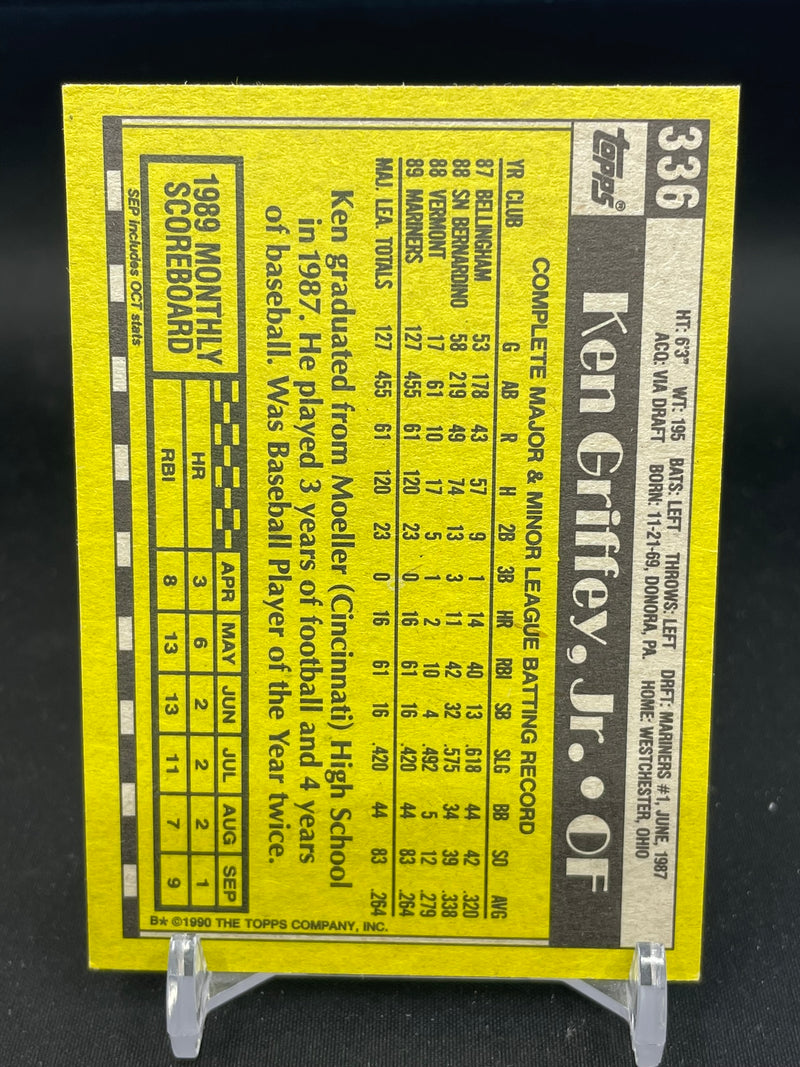 336
topps®
Ken Griffey, Jr. • OF
HT: 6'3" WT: 195 BATS: LEFT THROWS: LEFT DRFT: MARINERS #1, JUNE, 1987
ACQ: VIA DRAFT BORN: 11-21-69, DONORA, PA. HOME: WESTCHESTER, OHIO
COMPLETE MAJOR & MINOR LEAGUE BATTING RECORD
YR CLUB G AB R H 2B 3B HR RBI SB SLG BB SO AVG
87 BELLINGHAM 53 178 43 57 9 1 14 40 13 .618 44 42 .320
88 SN BERNARDINO 58 219 49 74 13 3 11 42 32 .575 34 39 .338
88 VERMONT 17 61 10 17 5 1 2 10 4 .492 5 12 .279
89 MARINERS 127 455 61 120 23 0 16 61 16 .420 44 83 .264
MAJ. LEA. TOTALS 127 455 61 120 23 0 16 61 16 .420 44 83 .264
Ken graduated from Moeller (Cincinnati) High School
in 1987. He played 3 years of football and 4 years
of baseball. Was Baseball Player of the Year twice.
1989 MONTHLY
SCOREBOARD
APR MAY JUN JUL AUG SEP
HR 3 6 2 2 2 1
RBI 8 13 13 11 7 9
SEP includes OCT stats
B* ©1990 THE TOPPS COMPANY, INC.